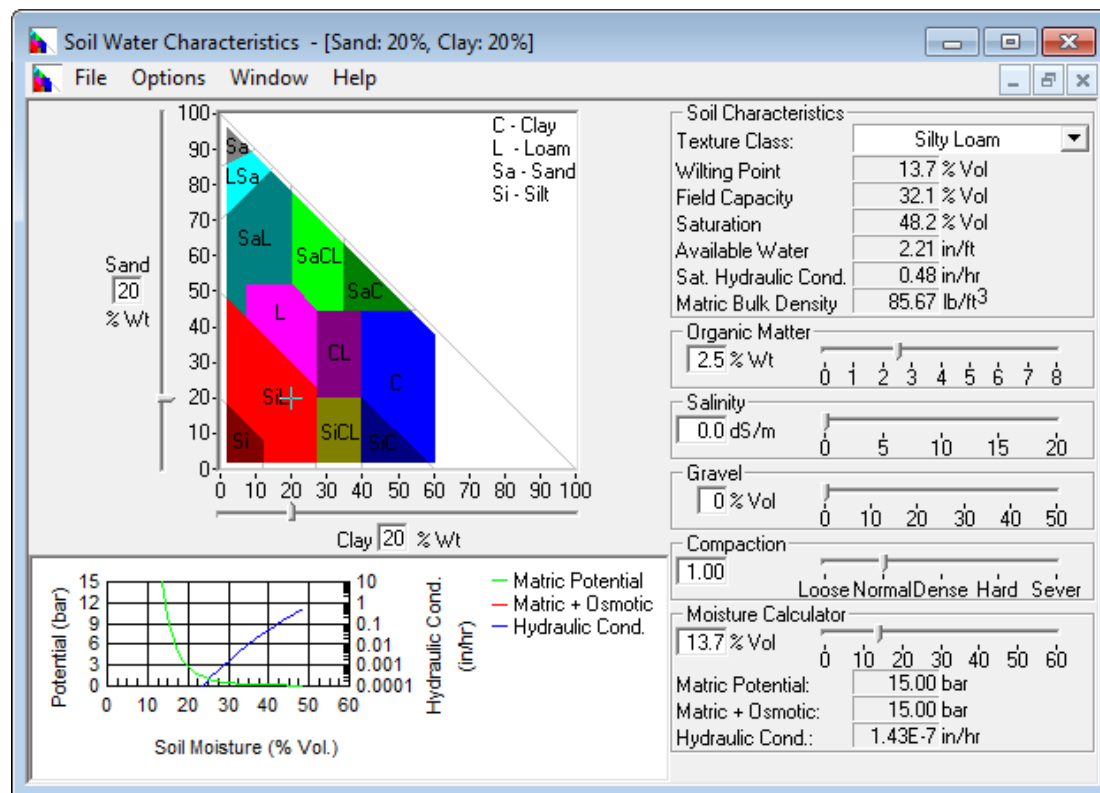 Soil Water Characteristics - [Sand: 20%, Clay: 20%]
File Options Window Help
C - Clay
L - Loam
Sa - Sand
Si - Silt
Sand
20
% Wt
100
90
80
70
60
50
40
30
20
10
0
Sa
LSa
SaL
SaCL
SaC
L
CL
C
SiL
Si
SiCL
SiC
0 10 20 30 40 50 60 70 80 90 100
Clay 20 % Wt
Soil Characteristics
Texture Class: Silty Loam
Wilting Point 13.7 % Vol
Field Capacity 32.1 % Vol
Saturation 48.2 % Vol
Available Water 2.21 in/ft
Sat. Hydraulic Cond. 0.48 in/hr
Matric Bulk Density 85.67 lb/ft3
Organic Matter
2.5 % Wt
0 1 2 3 4 5 6 7 8
Salinity
0.0 dS/m
0 5 10 15 20
Gravel
0 % Vol
0 10 20 30 40 50
Compaction
1.00
Loose Normal Dense Hard Sever
Moisture Calculator
13.7 % Vol
0 10 20 30 40 50 60
Matric Potential: 15.00 bar
Matric + Osmotic: 15.00 bar
Hydraulic Cond.: 1.43E-7 in/hr
Potential (bar)
15
12
9
6
3
0
10
1
0.1
0.01
0.001
0.0001
Hydraulic Cond.
(in/hr)
0 10 20 30 40 50 60
Soil Moisture (% Vol.)
Matric Potential
Matric + Osmotic
Hydraulic Cond.